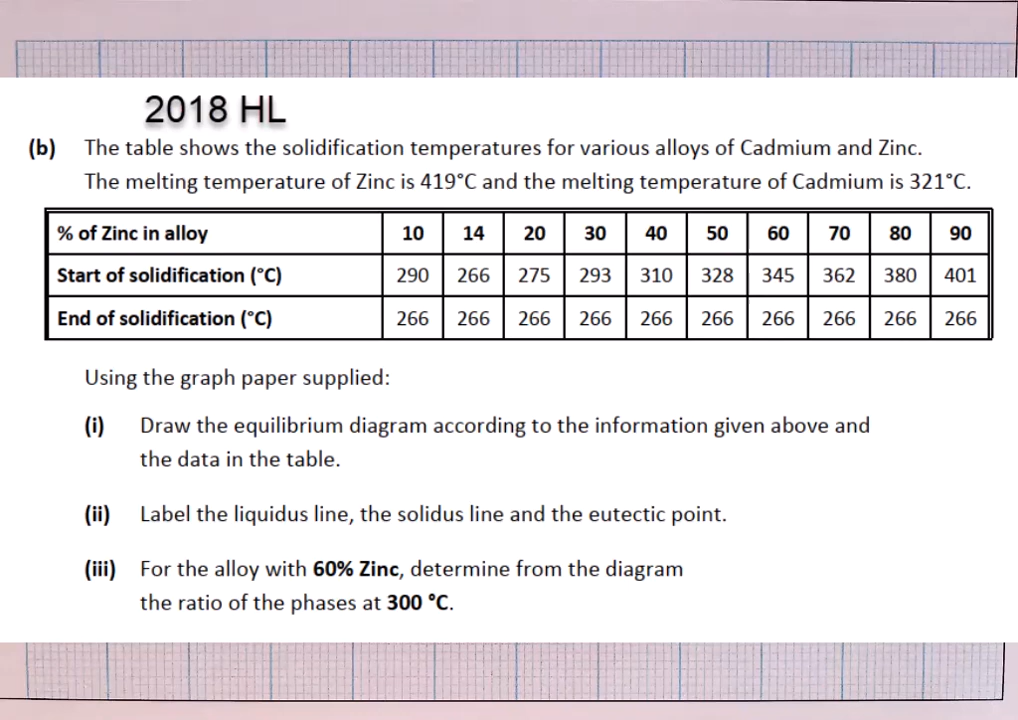 2018 HL
(b) The table shows the solidification temperatures for various alloys of Cadmium and Zinc.
The melting temperature of Zinc is 419°C and the melting temperature of Cadmium is 321°C.
% of Zinc in alloy 10 14 20 30 40 50 60 70 80 90
Start of solidification (°C) 290 266 275 293 310 328 345 362 380 401
End of solidification (°C) 266 266 266 266 266 266 266 266 266 266
Using the graph paper supplied:
(i) Draw the equilibrium diagram according to the information given above and
the data in the table.
(ii) Label the liquidus line, the solidus line and the eutectic point.
(iii) For the alloy with 60% Zinc, determine from the diagram
the ratio of the phases at 300 °C.